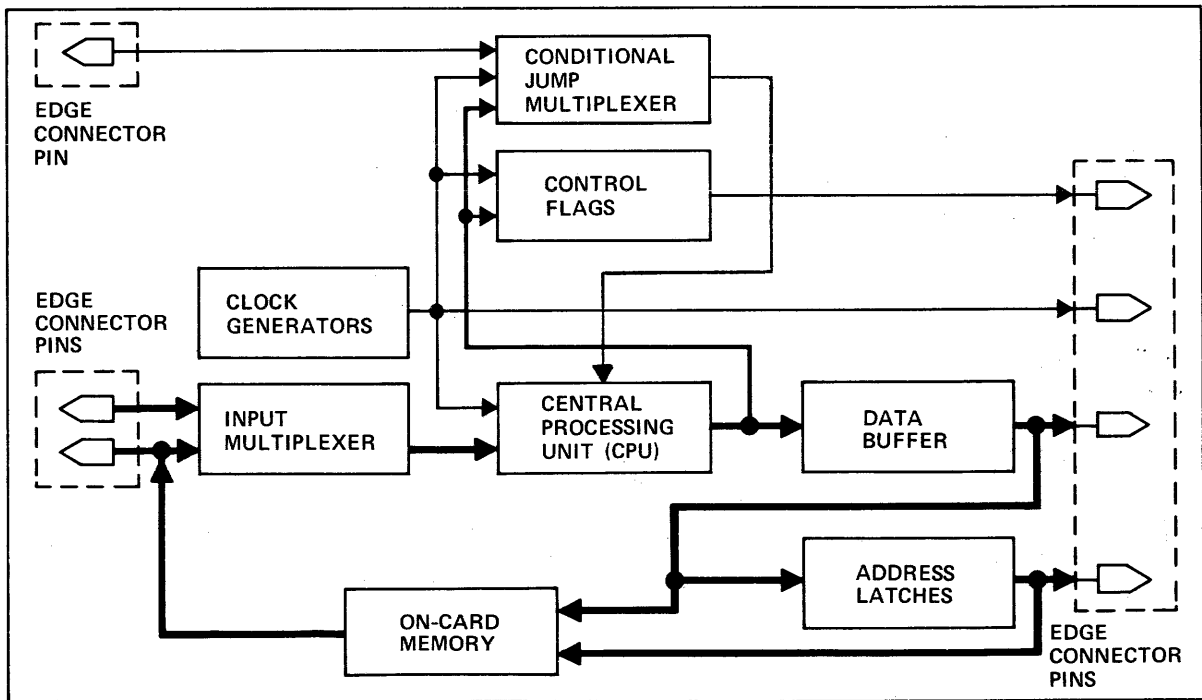 EDGE
CONNECTOR
PIN
CONDITIONAL
JUMP
MULTIPLEXER
CONTROL
FLAGS
CLOCK
GENERATORS
EDGE
CONNECTOR
PINS
INPUT
MULTIPLEXER
CENTRAL
PROCESSING
UNIT (CPU)
DATA
BUFFER
ADDRESS
LATCHES
ON-CARD
MEMORY
EDGE
CONNECTOR
PINS